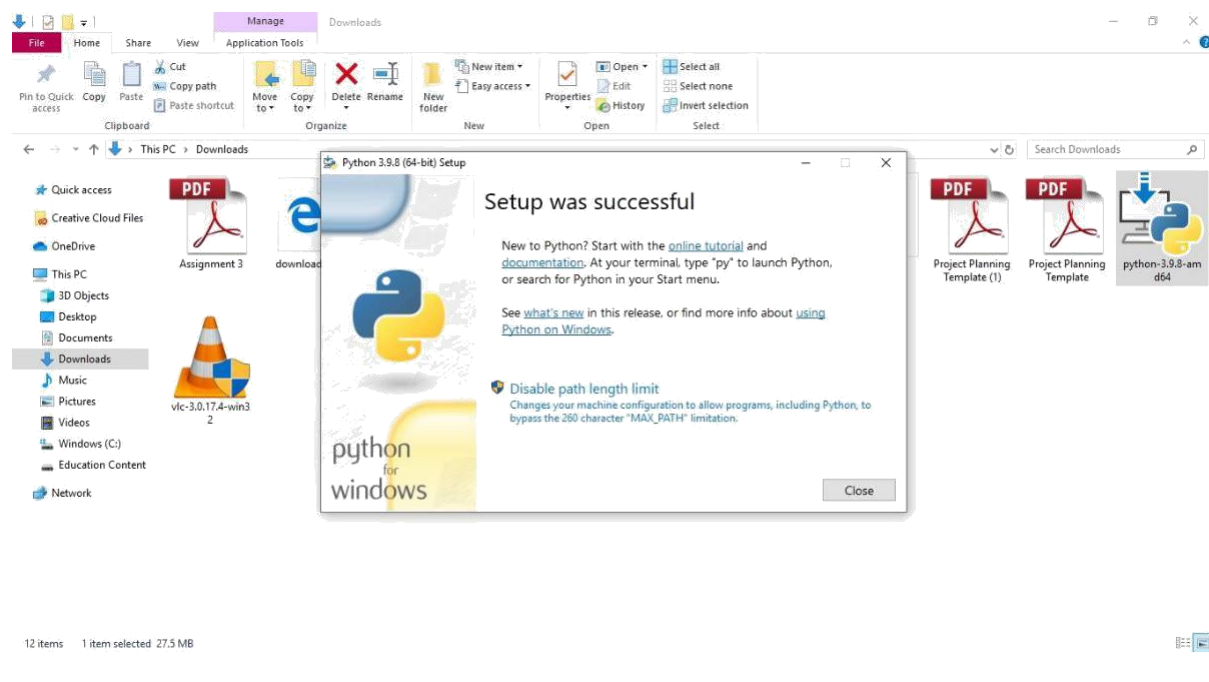 Manage
Downloads
File
Home
Share
View
Application Tools
Pin to Quick access
Copy
Paste
Cut
Copy path
Paste shortcut
Clipboard
Move to
Copy to
Delete
Rename
Organize
New folder
New item
Easy access
New
Properties
Open
Edit
History
Open
Select all
Select none
Invert selection
Select
This PC > Downloads
Search Downloads
Quick access
Creative Cloud Files
OneDrive
This PC
3D Objects
Desktop
Documents
Downloads
Music
Pictures
Videos
Windows (C:)
Education Content
Network
PDF
Assignment 3
download
vlc-3.0.17.4-win3
2
Python 3.9.8 (64-bit) Setup
Setup was successful
New to Python? Start with the online tutorial and
documentation. At your terminal, type "py" to launch Python,
or search for Python in your Start menu.
See what's new in this release, or find more info about using
Python on Windows.
Disable path length limit
Changes your machine configuration to allow programs, including Python, to
bypass the 260 character "MAX_PATH" limitation.
python
for
windows
Close
PDF
Project Planning
Template (1)
PDF
Project Planning
Template
python-3.9.8-am
d64
12 items
1 item selected 27.5 MB